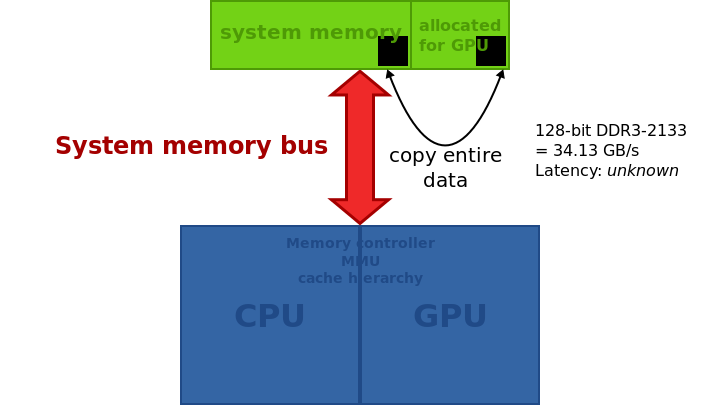 system memory
allocated
for GPU
System memory bus
copy entire
data
128-bit DDR3-2133
= 34.13 GB/s
Latency: unknown
Memory controller
MMU
cache hierarchy
CPU
GPU